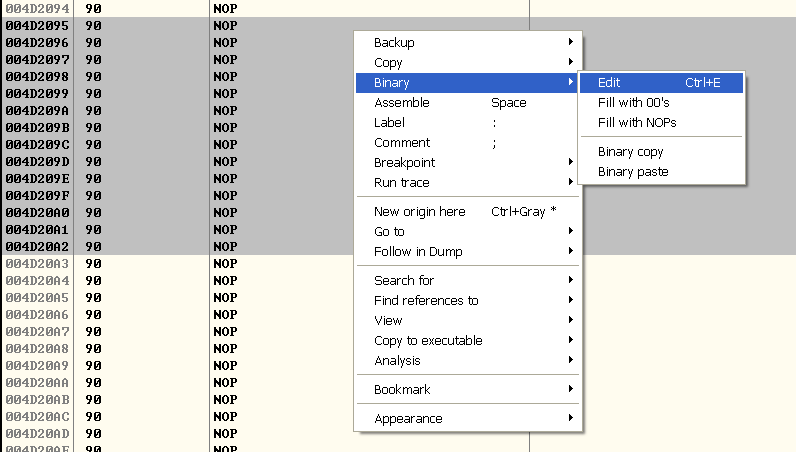 004D2094 90 NOP
004D2095 90 NOP
004D2096 90 NOP
004D2097 90 NOP
004D2098 90 NOP
004D2099 90 NOP
004D209A 90 NOP
004D209B 90 NOP
004D209C 90 NOP
004D209D 90 NOP
004D209E 90 NOP
004D209F 90 NOP
004D20A0 90 NOP
004D20A1 90 NOP
004D20A2 90 NOP
004D20A3 90 NOP
004D20A4 90 NOP
004D20A5 90 NOP
004D20A6 90 NOP
004D20A7 90 NOP
004D20A8 90 NOP
004D20A9 90 NOP
004D20AA 90 NOP
004D20AB 90 NOP
004D20AC 90 NOP
004D20AD 90 NOP
004D20AE 90 NOP
Backup
Copy
Binary
Assemble Space
Label :
Comment ;
Breakpoint
Run trace
New origin here Ctrl+Gray *
Go to
Follow in Dump
Search for
Find references to
View
Copy to executable
Analysis
Bookmark
Appearance
Edit Ctrl+E
Fill with 00's
Fill with NOPs
Binary copy
Binary paste